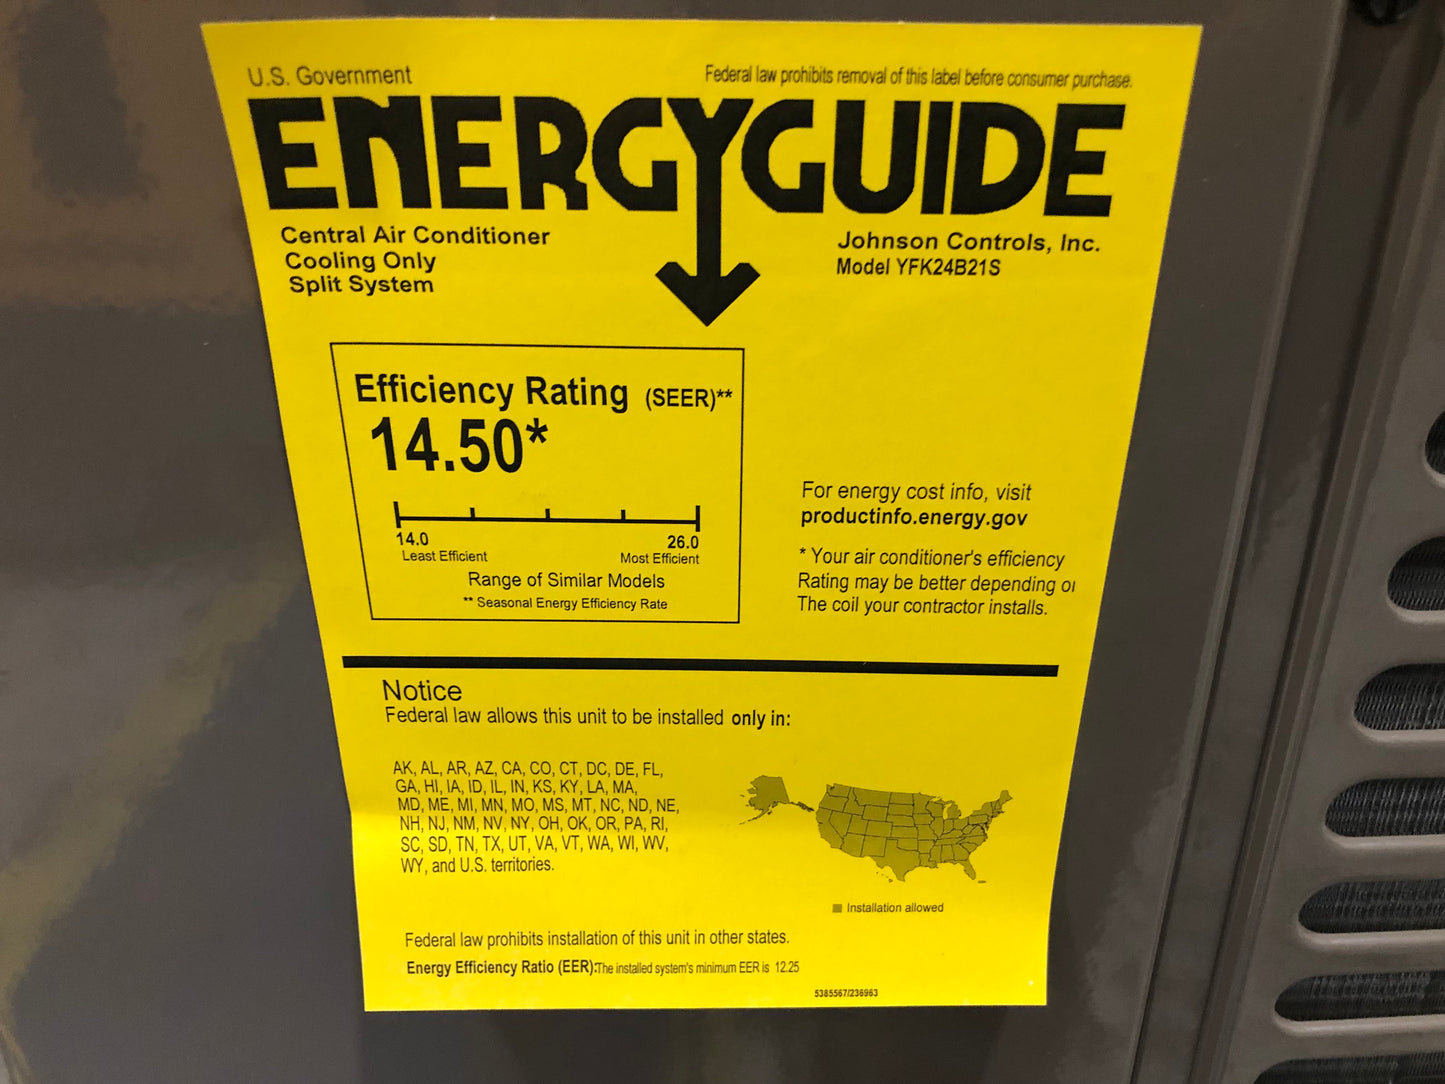 U.S. Government
Federal law prohibits removal of this label before consumer purchase.
ENERGYGUIDE
Central Air Conditioner
Cooling Only
Split System
Johnson Controls, Inc.
Model YFK24B21S
Efficiency Rating (SEER)**
14.50*
14.0
26.0
Least Efficient
Most Efficient
Range of Similar Models
** Seasonal Energy Efficiency Rate
For energy cost info, visit
productinfo.energy.gov
* Your air conditioner's efficiency
Rating may be better depending
The coil your contractor installs.
Notice
Federal law allows this unit to be installed only in:
AK, AL, AR, AZ, CA, CO, CT, DC, DE, FL,
GA, HI, IA, ID, IL, IN, KS, KY, LA, MA,
MD, ME, MI, MN, MO, MS, MT, NC, ND, NE,
NH, NJ, NM, NV, NY, OH, OK, OR, PA, RI,
SC, SD, TN, TX, UT, VA, VT, WA, WI, WV,
WY, and U.S. territories.
Installation allowed
Federal law prohibits installation of this unit in other states.
Energy Efficiency Ratio (EER):The installed system's minimum EER is 12.25
5385567/236963